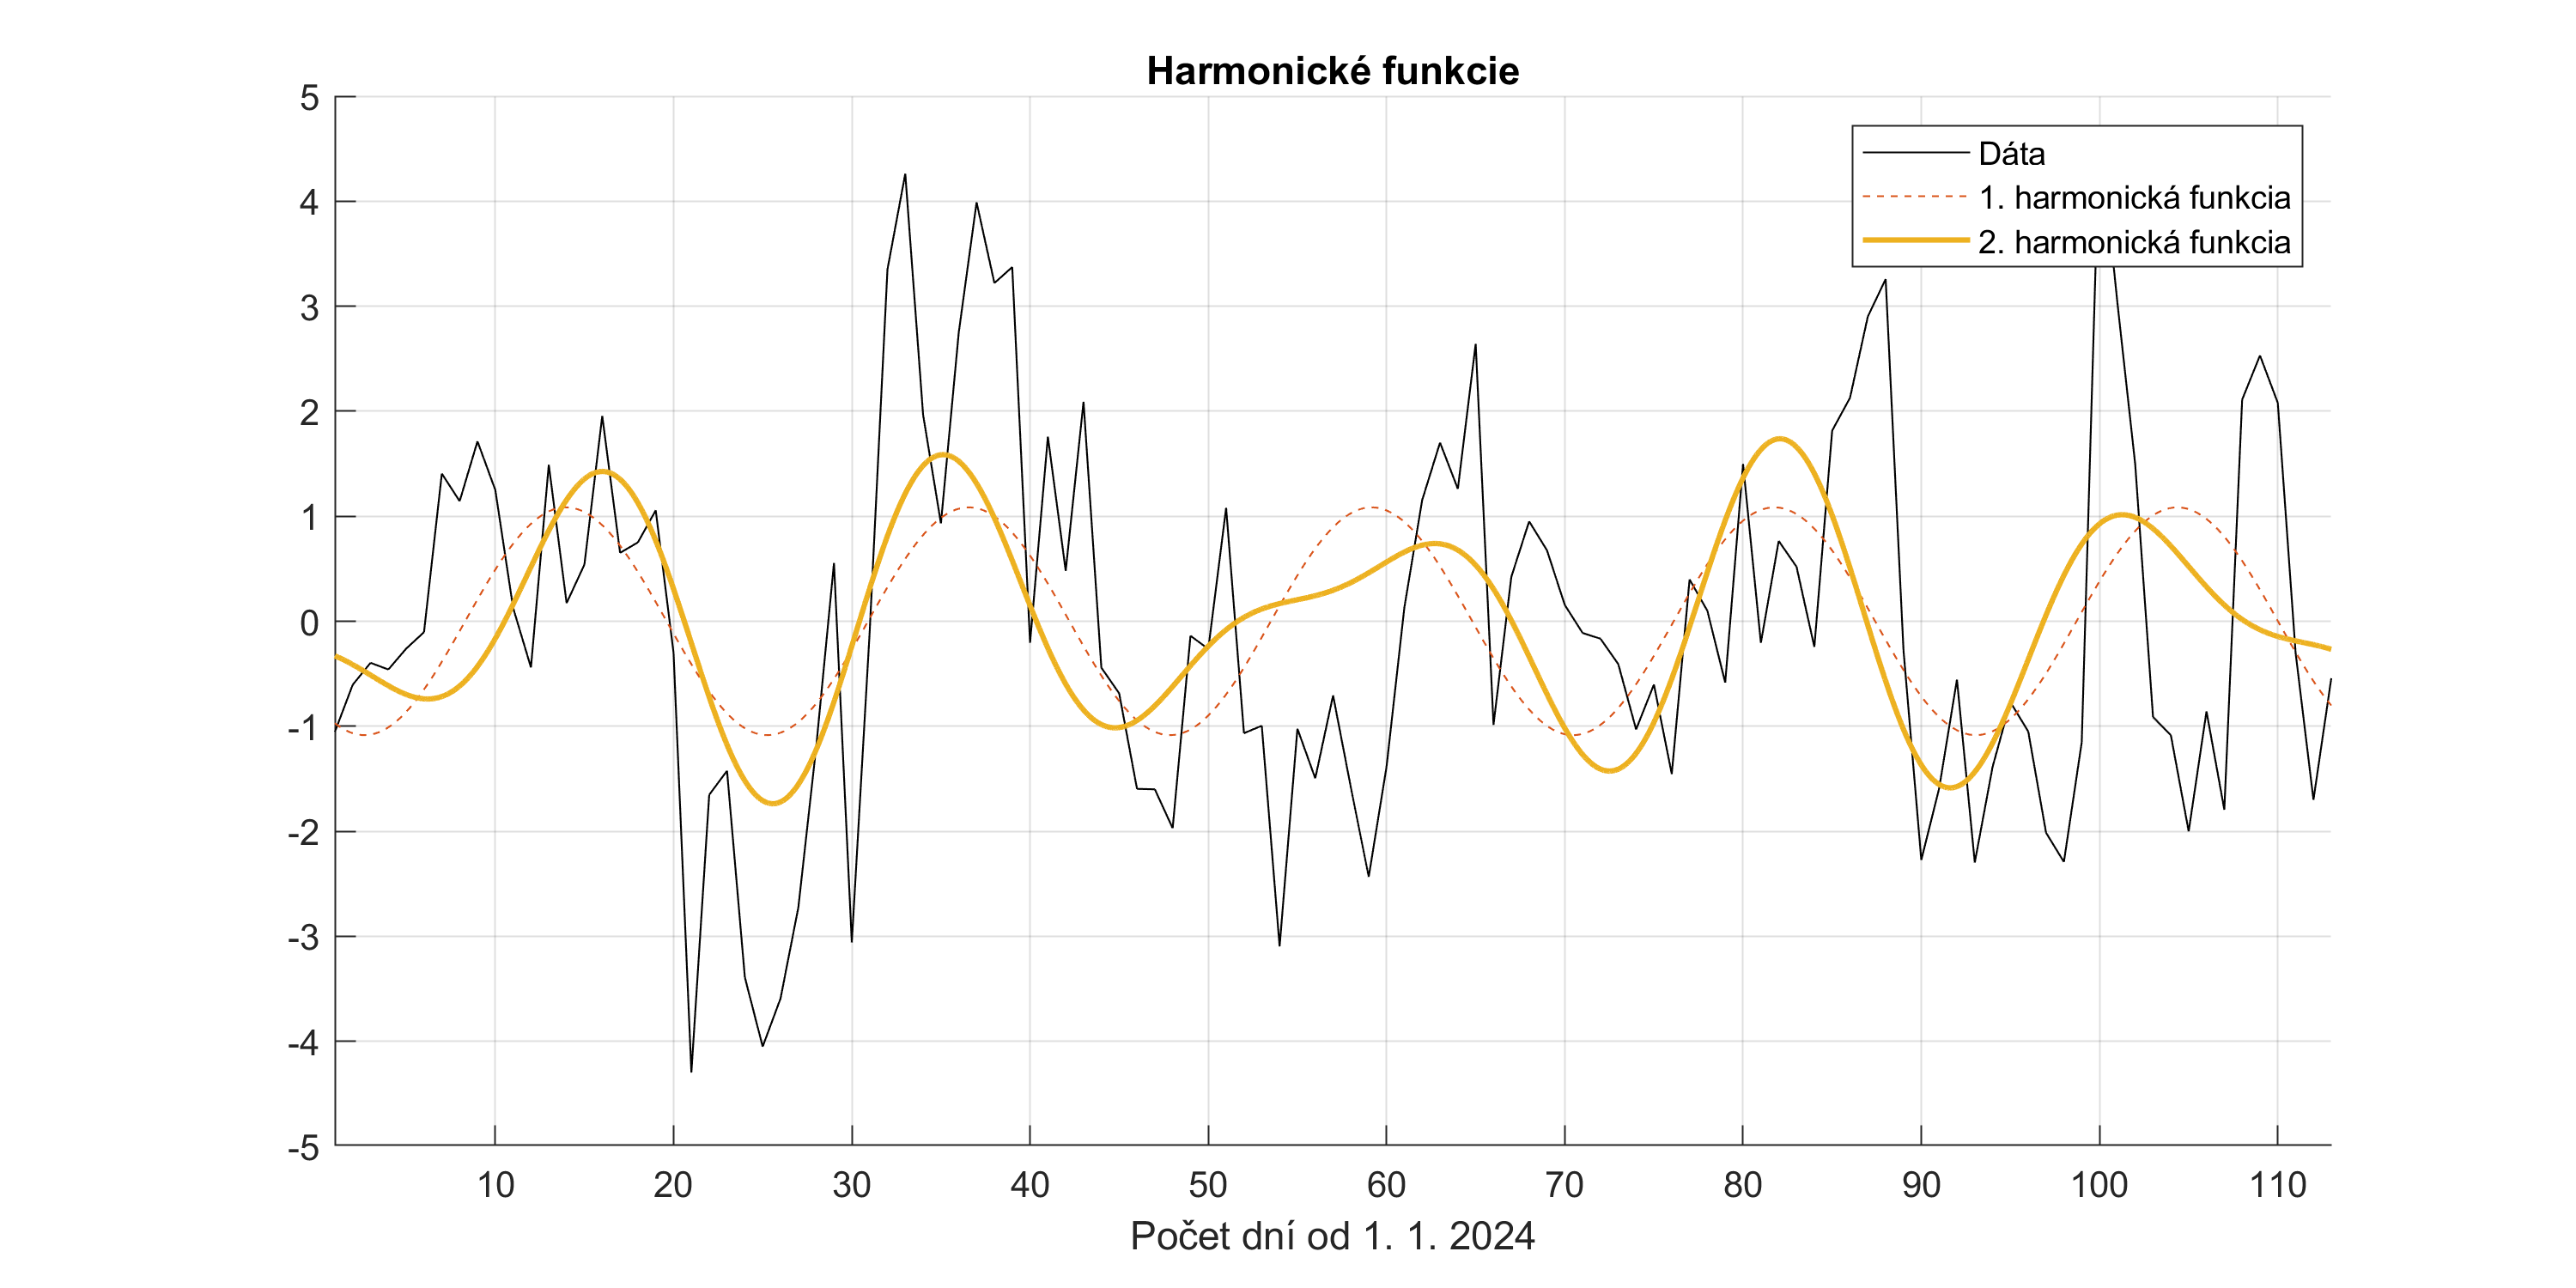 Harmonické funkcie
5
4
3
2
1
0
-1
-2
-3
-4
-5
Dáta
1. harmonická funkcia
2. harmonická funkcia
10 20 30 40 50 60 70 80 90 100 110
Počet dní od 1. 1. 2024